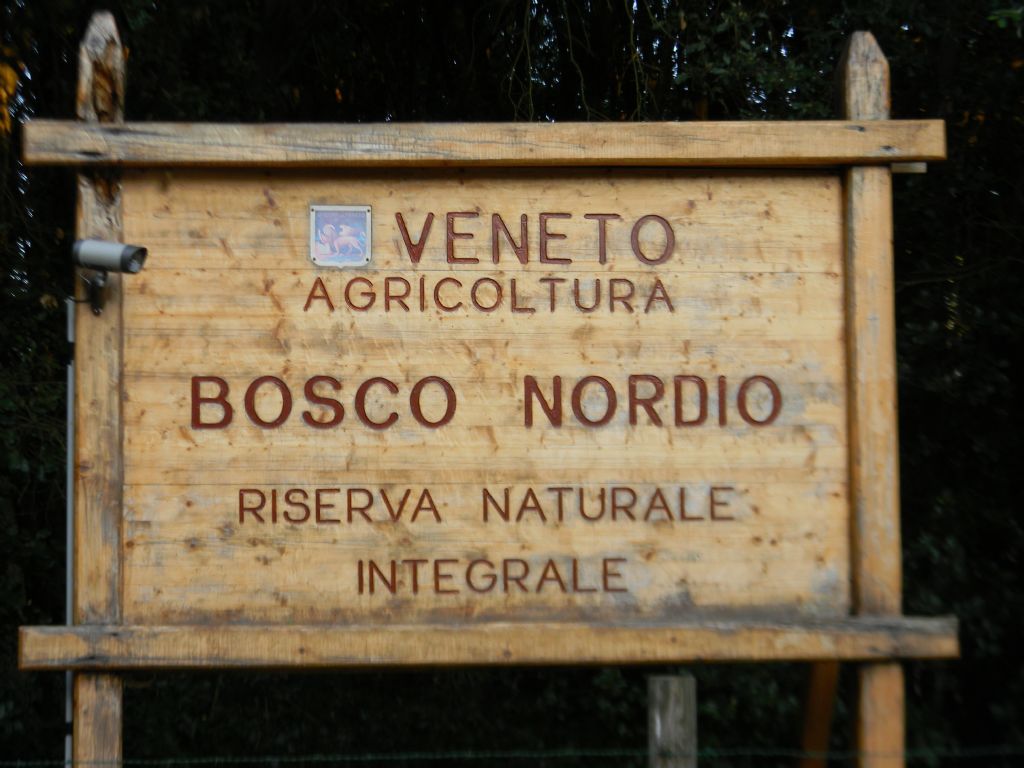 VENETO
AGRICOLTURA
BOSCO NORDIO
RISERVA NATURALE
INTEGRALE